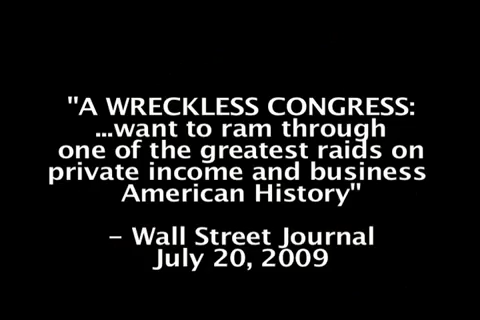 "A WRECKLESS CONGRESS:
...want to ram through
one of the greatest raids on
private income and business
American History"
– Wall Street Journal
July 20, 2009